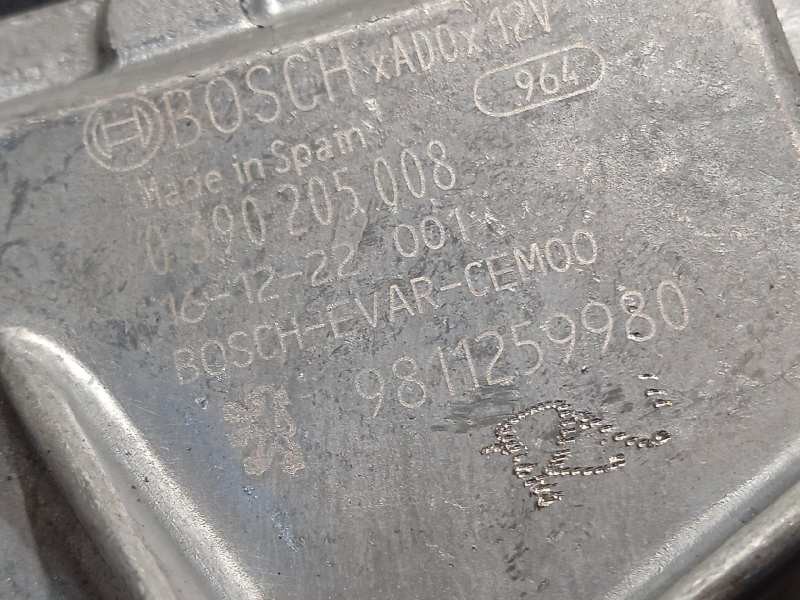 BOSCH xADOx 12V
964
Made in Spain
0 390 205 008
16-12-22 001
BOSCH-EVAR-CEM00
9811259980